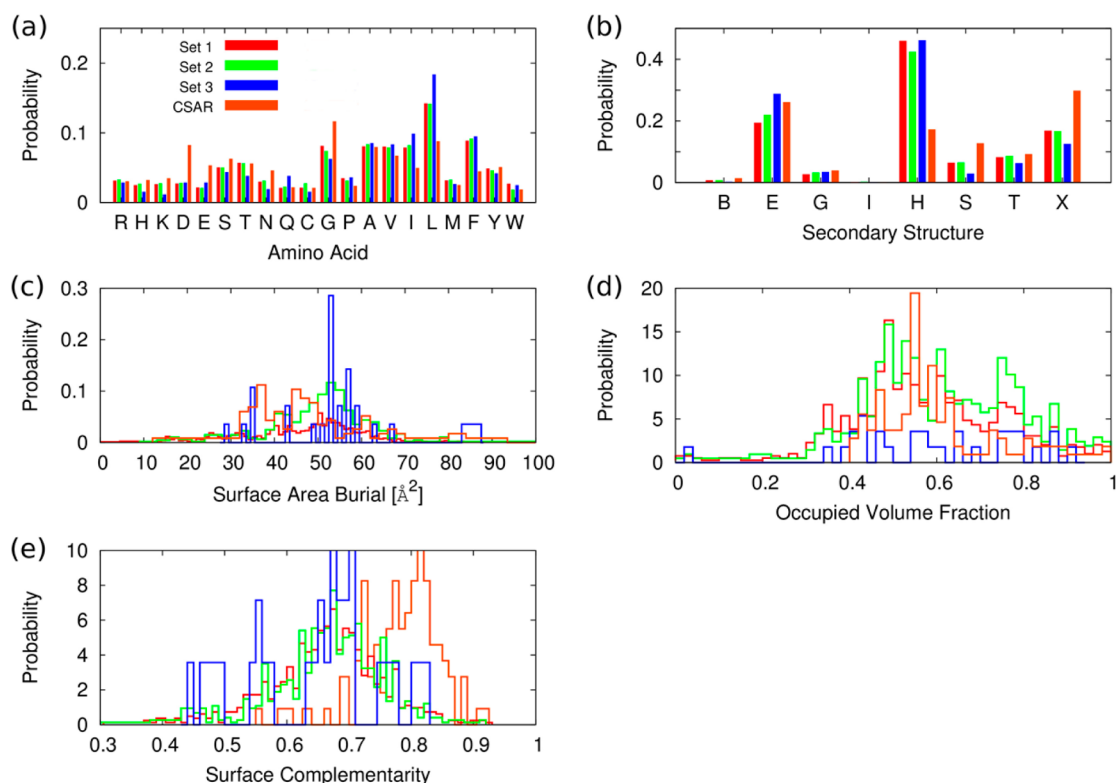 (a)
Probability
0.2
0.1
0
Set 1
Set 2
Set 3
CSAR
R H K D E S T N Q C G P A V I L M F Y W
Amino Acid
(b)
Probability
0.4
0.2
0
B E G I H S T X
Secondary Structure
(c)
Probability
0.3
0.2
0.1
0
0 10 20 30 40 50 60 70 80 90 100
Surface Area Burial [Å2]
(d)
Probability
20
15
10
5
0
0 0.2 0.4 0.6 0.8 1
Occupied Volume Fraction
(e)
Probability
10
8
6
4
2
0
0.3 0.4 0.5 0.6 0.7 0.8 0.9 1
Surface Complementarity